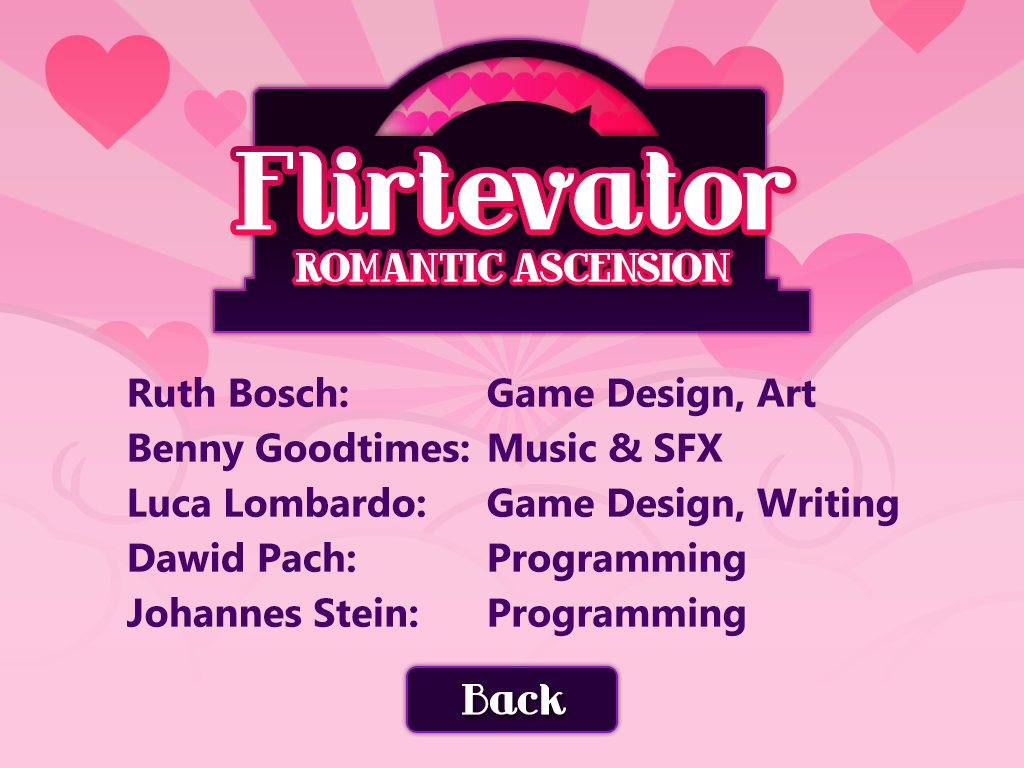 Flirtevator
ROMANTIC ASCENSION
Ruth Bosch: Game Design, Art
Benny Goodtimes: Music & SFX
Luca Lombardo: Game Design, Writing
Dawid Pach: Programming
Johannes Stein: Programming
Back